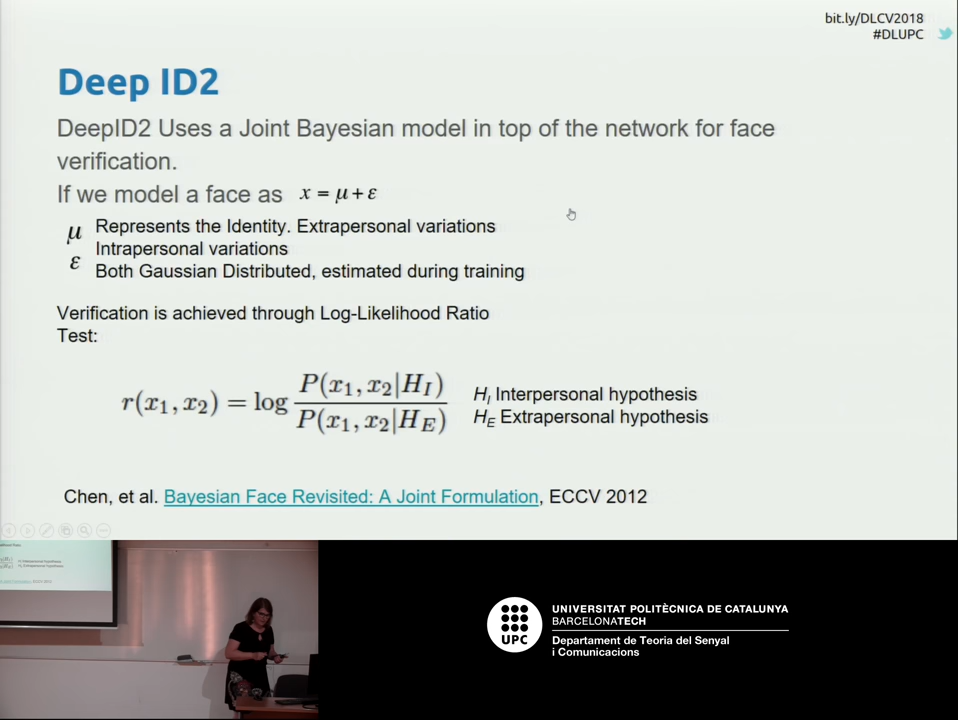 bit.ly/DLCV2018
#DLUPC
Deep ID2
DeepID2 Uses a Joint Bayesian model in top of the network for face
verification.
If we model a face as x = μ + ε
μ Represents the Identity. Extrapersonal variations
ε Intrapersonal variations
Both Gaussian Distributed, estimated during training
Verification is achieved through Log-Likelihood Ratio
Test:
r(x₁, x₂) = log P(x₁, x₂|H_I) / P(x₁, x₂|H_E)
H_I Interpersonal hypothesis
H_E Extrapersonal hypothesis
Chen, et al. Bayesian Face Revisited: A Joint Formulation, ECCV 2012
UPC
UNIVERSITAT POLITÈCNICA DE CATALUNYA
BARCELONATECH
Departament de Teoria del Senyal
i Comunicacions